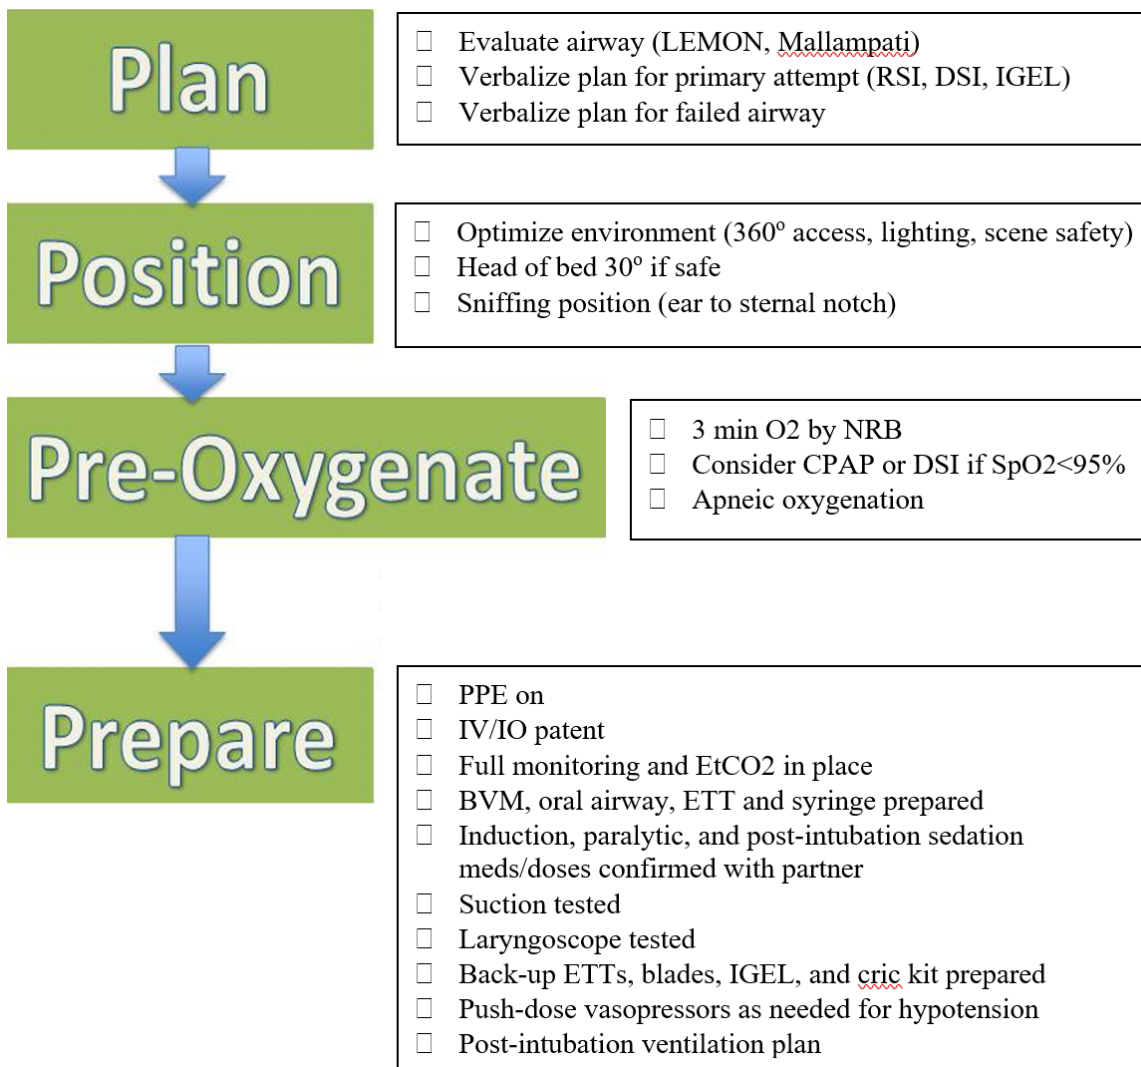 Plan
☐ Evaluate airway (LEMON, Mallampati)
☐ Verbalize plan for primary attempt (RSI, DSI, IGEL)
☐ Verbalize plan for failed airway
Position
☐ Optimize environment (360° access, lighting, scene safety)
☐ Head of bed 30° if safe
☐ Sniffing position (ear to sternal notch)
Pre-Oxygenate
☐ 3 min O2 by NRB
☐ Consider CPAP or DSI if SpO2<95%
☐ Apneic oxygenation
Prepare
☐ PPE on
☐ IV/IO patent
☐ Full monitoring and EtCO2 in place
☐ BVM, oral airway, ETT and syringe prepared
☐ Induction, paralytic, and post-intubation sedation
meds/doses confirmed with partner
☐ Suction tested
☐ Laryngoscope tested
☐ Back-up ETTs, blades, IGEL, and cric kit prepared
☐ Push-dose vasopressors as needed for hypotension
☐ Post-intubation ventilation plan